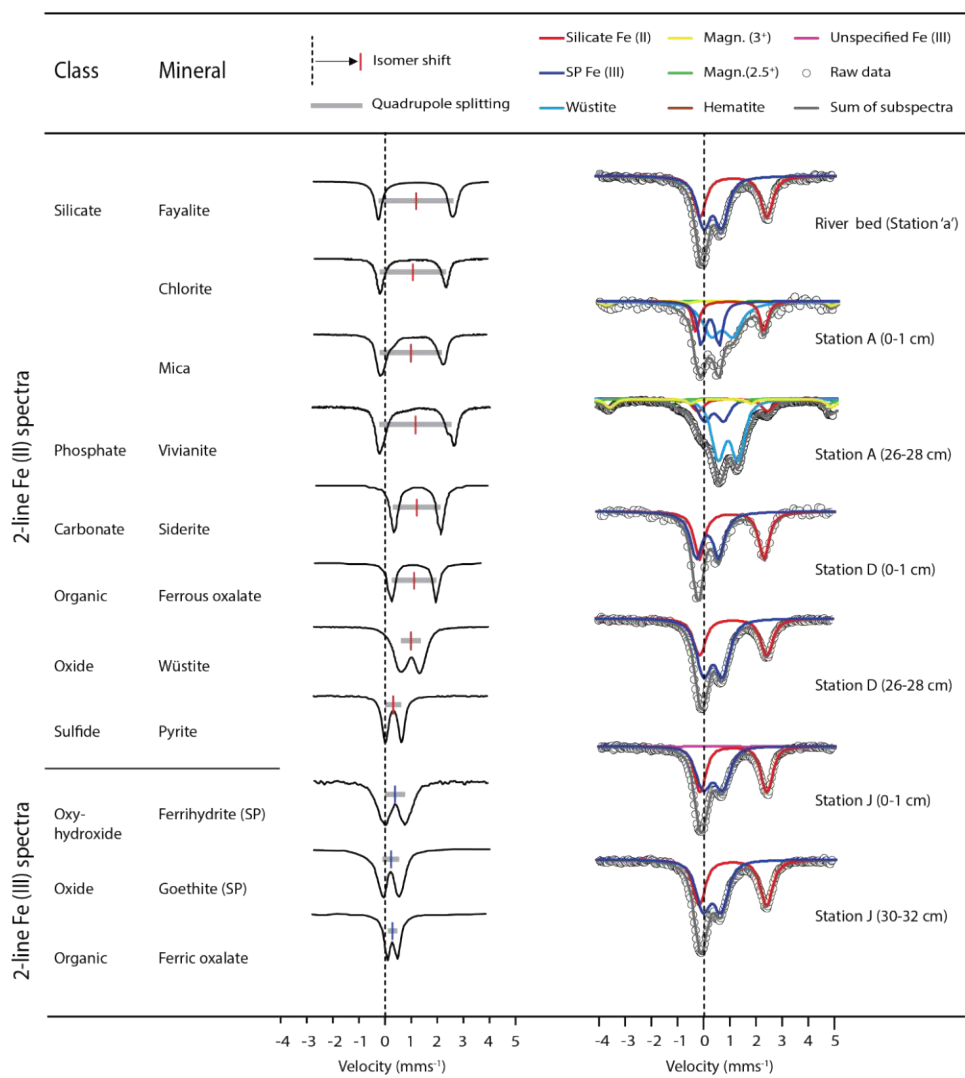 Class
Mineral
Isomer shift
Quadrupole splitting
Silicate Fe (II)
Magn. (3⁺)
Unspecified Fe (III)
SP Fe (III)
Magn.(2.5⁺)
Raw data
Wüstite
Hematite
Sum of subspectra
2-line Fe (II) spectra
Silicate
Fayalite
Chlorite
Mica
Phosphate
Vivianite
Carbonate
Siderite
Organic
Ferrous oxalate
Oxide
Wüstite
Sulfide
Pyrite
2-line Fe (III) spectra
Oxy-
hydroxide
Ferrihydrite (SP)
Oxide
Goethite (SP)
Organic
Ferric oxalate
River bed (Station 'a')
Station A (0-1 cm)
Station A (26-28 cm)
Station D (0-1 cm)
Station D (26-28 cm)
Station J (0-1 cm)
Station J (30-32 cm)
-4 -3 -2 -1 0 1 2 3 4 5
Velocity (mms⁻¹)
-4 -3 -2 -1 0 1 2 3 4 5
Velocity (mms⁻¹)